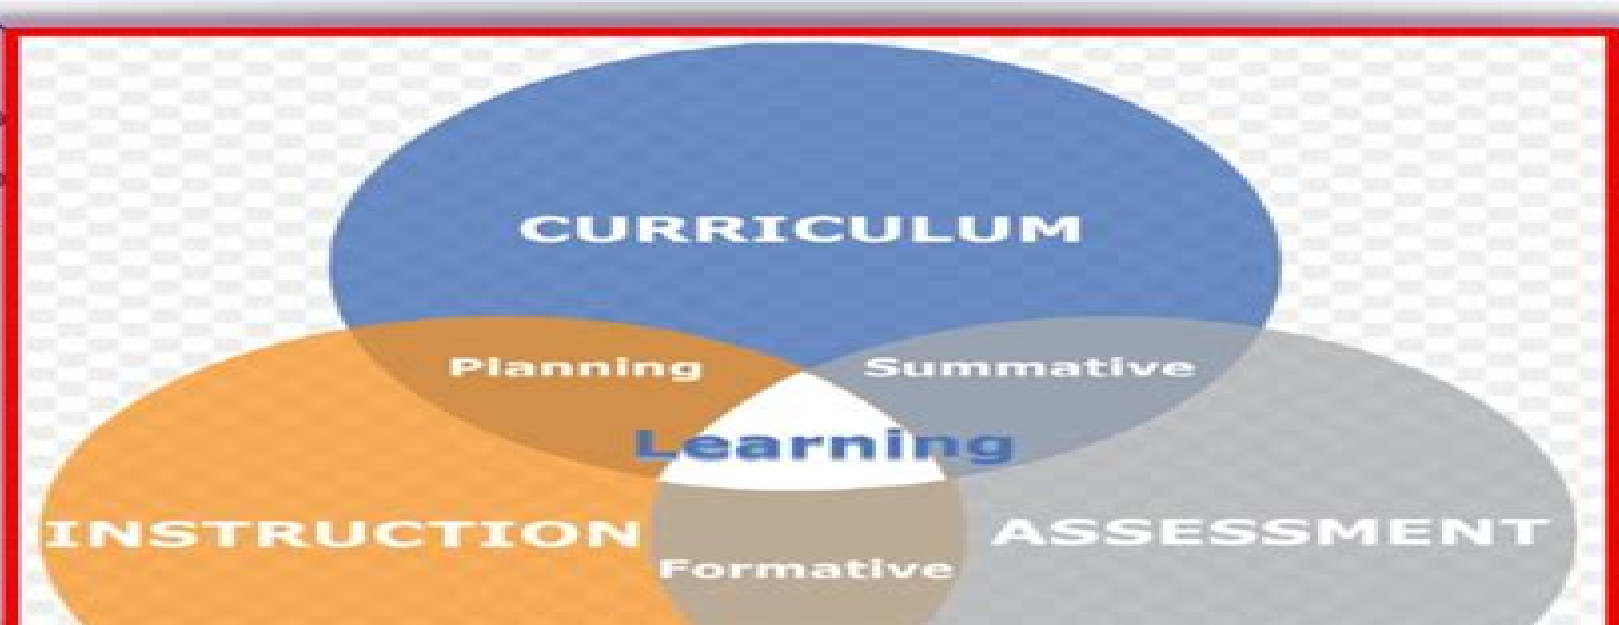 CURRICULUM
Planning Summative
Learning
INSTRUCTION ASSESSMENT
Formative